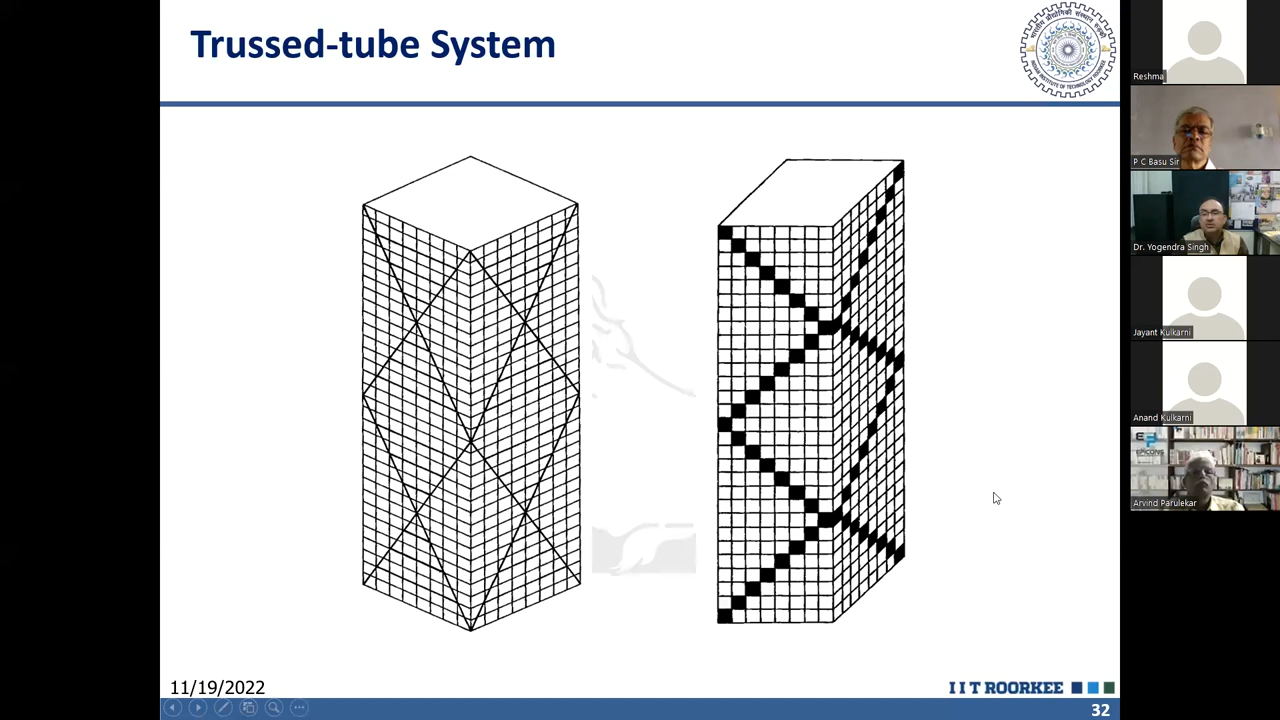 Trussed-tube System
11/19/2022
I I T ROORKEE
32
Reshma
P C Basu Sir
Dr. Yogendra Singh
Jayant Kulkarni
Anand Kulkarni
Arvind Parulekar